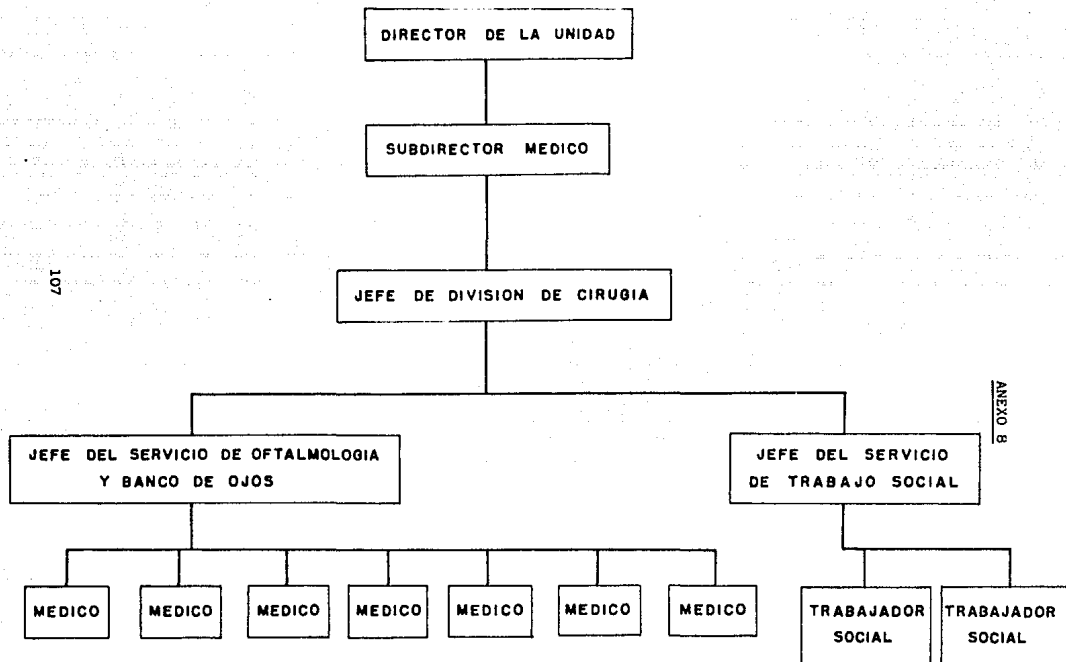 DIRECTOR DE LA UNIDAD
SUBDIRECTOR MEDICO
JEFE DE DIVISION DE CIRUGIA
107
ANEXO 8
JEFE DEL SERVICIO DE OFTALMOLOGIA
Y BANCO DE OJOS
JEFE DEL SERVICIO
DE TRABAJO SOCIAL
MEDICO
MEDICO
MEDICO
MEDICO
MEDICO
MEDICO
MEDICO
TRABAJADOR
SOCIAL
TRABAJADOR
SOCIAL